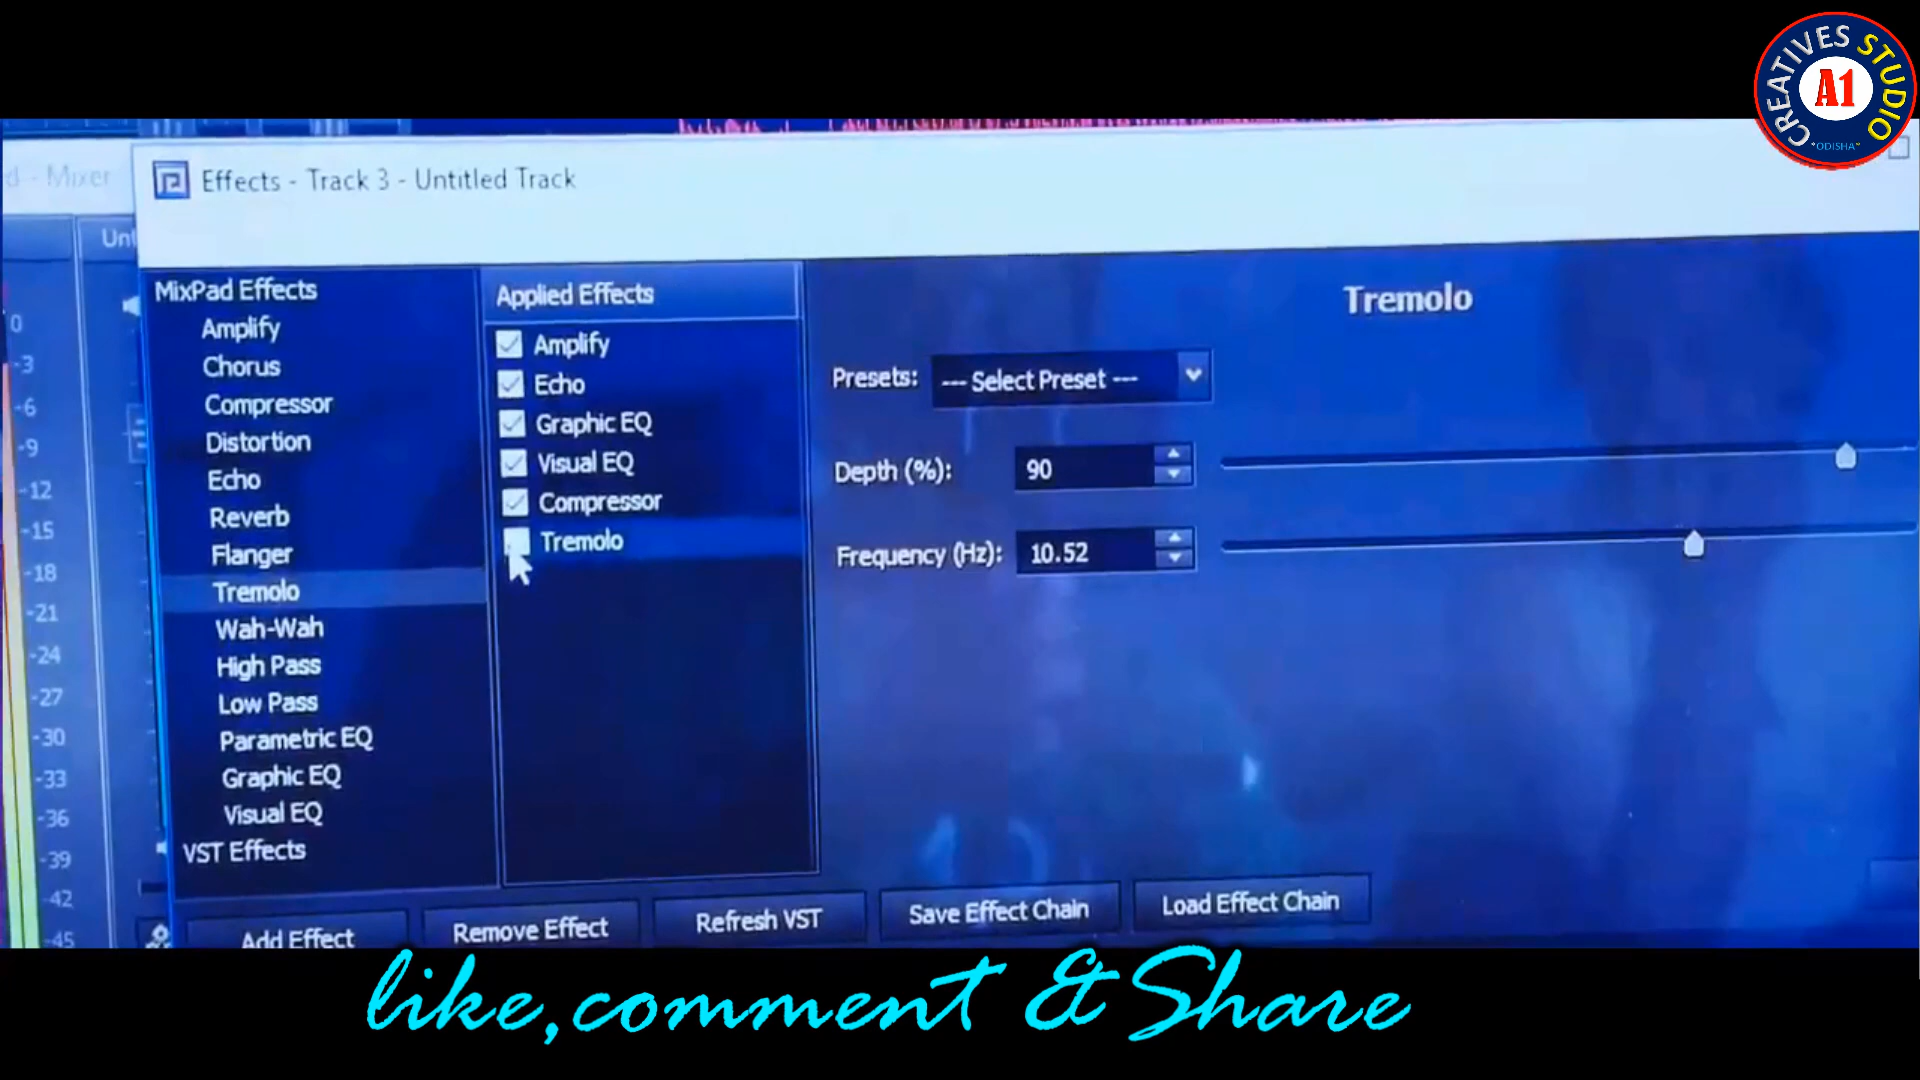 CREATIVES STUDIO
A1
"ODISHA"
d - Mixer
Effects - Track 3 - Untitled Track
Unt
MixPad Effects
Amplify
Chorus
Compressor
Distortion
Echo
Reverb
Flanger
Tremolo
Wah-Wah
High Pass
Low Pass
Parametric EQ
Graphic EQ
Visual EQ
VST Effects
Applied Effects
Amplify
Echo
Graphic EQ
Visual EQ
Compressor
Tremolo
Tremolo
Presets: --- Select Preset ---
Depth (%): 90
Frequency (Hz): 10.52
0
-3
-6
-9
-12
-15
-18
-21
-24
-27
-30
-33
-36
-39
-42
-45
Add Effect
Remove Effect
Refresh VST
Save Effect Chain
Load Effect Chain
like, comment & Share